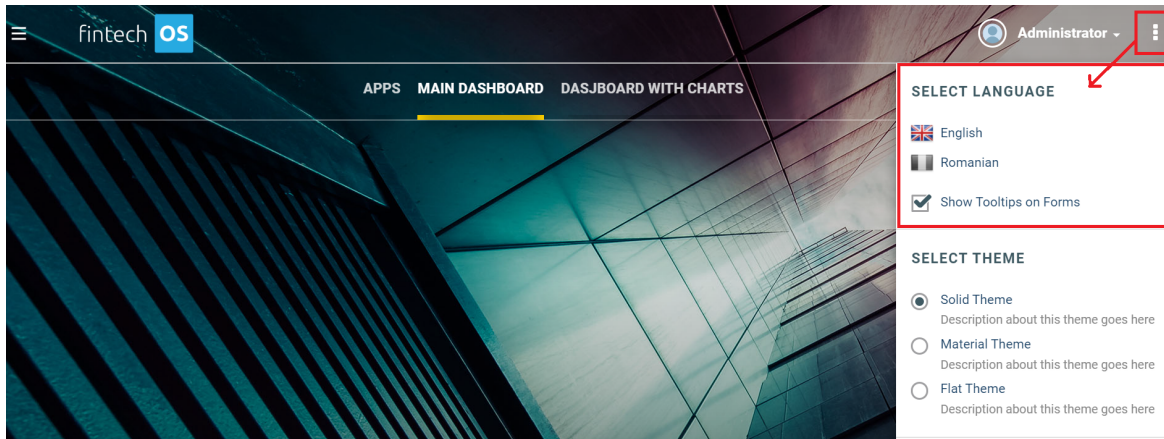 fintech OS
Administrator
APPS MAIN DASHBOARD DASJBOARD WITH CHARTS
SELECT LANGUAGE
English
Romanian
Show Tooltips on Forms
SELECT THEME
Solid Theme
Description about this theme goes here
Material Theme
Description about this theme goes here
Flat Theme
Description about this theme goes here